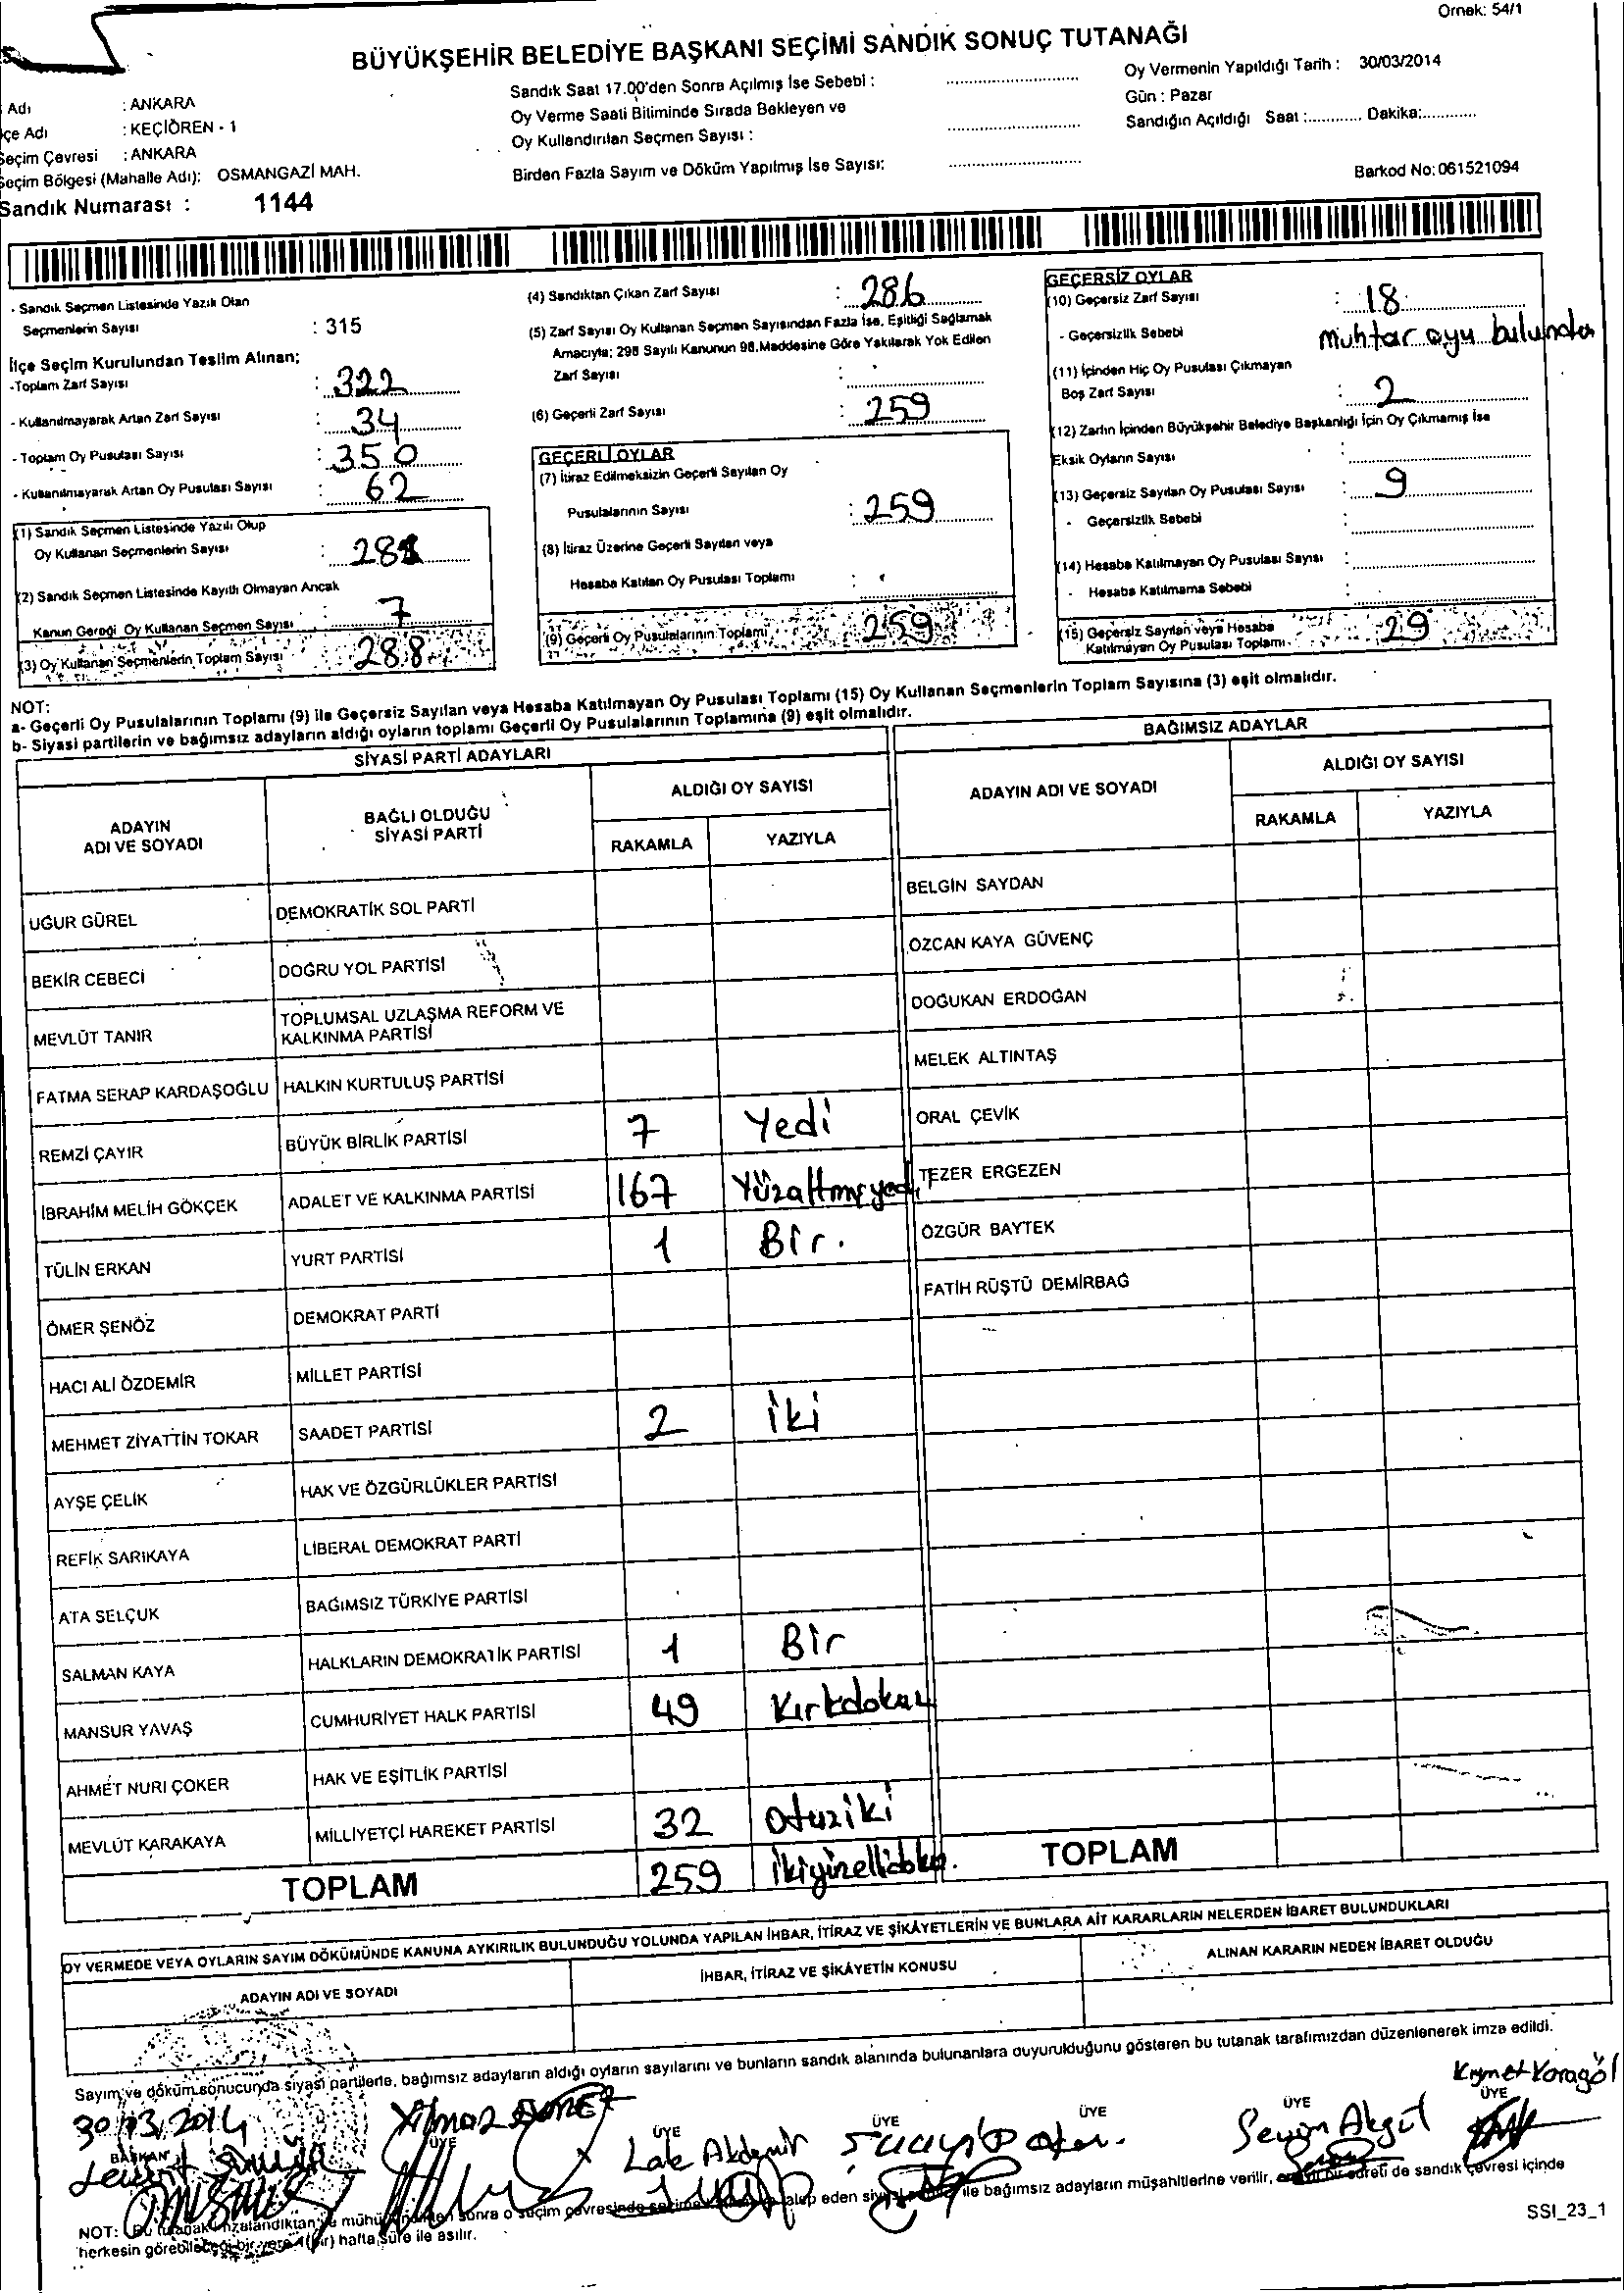 Örnek: 54/1
BÜYÜKŞEHİR BELEDİYE BAŞKANI SEÇİMİ SANDIK SONUÇ TUTANAĞI
Adı : ANKARA
çe Adı : KEÇİÖREN - 1
Seçim Çevresi : ANKARA
Seçim Bölgesi (Mahalle Adı): OSMANGAZİ MAH.
Sandık Numarası : 1144
Sandık Saat 17.00'den Sonra Açılmış İse Sebebi :
Oy Verme Saati Bitiminde Sırada Bekleyen ve
Oy Kullandırılan Seçmen Sayısı :
Birden Fazla Sayım ve Döküm Yapılmış İse Sayısı:
Oy Vermenin Yapıldığı Tarih : 30/03/2014
Gün : Pazar
Sandığın Açıldığı Saat :............ Dakika:............
Barkod No: 061521094
- Sandık Seçmen Listesinde Yazılı Olan
Seçmenlerin Sayısı : 315
İlçe Seçim Kurulundan Teslim Alınan;
-Toplam Zarf Sayısı : 322
- Kullanılmayarak Artan Zarf Sayısı : 34
- Toplam Oy Pusulası Sayısı : 350
- Kullanılmayarak Artan Oy Pusulası Sayısı : 62
(1) Sandık Seçmen Listesinde Yazılı Olup
Oy Kullanan Seçmenlerin Sayısı : 281
(2) Sandık Seçmen Listesinde Kayıtlı Olmayan Ancak
Kanun Gereği Oy Kullanan Seçmen Sayısı : 7
(3) Oy Kullanan Seçmenlerin Toplam Sayısı : 288
(4) Sandıktan Çıkan Zarf Sayısı : 286
(5) Zarf Sayısı Oy Kullanan Seçmen Sayısından Fazla İse, Eşitliği Sağlamak
Amacıyla; 298 Sayılı Kanunun 98.Maddesine Göre Yakılarak Yok Edilen
Zarf Sayısı :
(6) Geçerli Zarf Sayısı : 259
GEÇERLİ OYLAR
(7) İtiraz Edilmeksizin Geçerli Sayılan Oy
Pusulalarının Sayısı : 259
(8) İtiraz Üzerine Geçerli Sayılan veya
Hesaba Katılan Oy Pusulası Toplamı :
(9) Geçerli Oy Pusulalarının Toplamı : 259
GEÇERSİZ OYLAR
(10) Geçersiz Zarf Sayısı : 18
- Geçersizlik Sebebi muhtar oyu bulundu
(11) İçinden Hiç Oy Pusulası Çıkmayan
Boş Zarf Sayısı : 2
(12) Zarfın İçinden Büyükşehir Belediye Başkanlığı İçin Oy Çıkmamış İse
Eksik Oyların Sayısı :
(13) Geçersiz Sayılan Oy Pusulası Sayısı : 9
- Geçersizlik Sebebi :
(14) Hesaba Katılmayan Oy Pusulası Sayısı :
- Hesaba Katılmama Sebebi :
(15) Geçersiz Sayılan veya Hesaba
Katılmayan Oy Pusulası Toplamı : 29
NOT:
a- Geçerli Oy Pusulalarının Toplamı (9) ile Geçersiz Sayılan veya Hesaba Katılmayan Oy Pusulası Toplamı (15) Oy Kullanan Seçmenlerin Toplam Sayısına (3) eşit olmalıdır.
b- Siyasi partilerin ve bağımsız adayların aldığı oyların toplamı Geçerli Oy Pusulalarının Toplamına (9) eşit olmalıdır.
SİYASİ PARTİ ADAYLARI
ADAYIN ADI VE SOYADI BAĞLI OLDUĞU SİYASİ PARTİ ALDIĞI OY SAYISI
RAKAMLA YAZIYLA
UĞUR GÜREL DEMOKRATİK SOL PARTİ
BEKİR CEBECİ DOĞRU YOL PARTİSİ
MEVLÜT TANIR TOPLUMSAL UZLAŞMA REFORM VE KALKINMA PARTİSİ
FATMA SERAP KARDAŞOĞLU HALKIN KURTULUŞ PARTİSİ
REMZİ ÇAYIR BÜYÜK BİRLİK PARTİSİ 7 Yedi
İBRAHİM MELİH GÖKÇEK ADALET VE KALKINMA PARTİSİ 167 Yüzaltmışyedi
TÜLİN ERKAN YURT PARTİSİ 1 Bir.
ÖMER ŞENÖZ DEMOKRAT PARTİ
HACI ALİ ÖZDEMİR MİLLET PARTİSİ
MEHMET ZİYATTİN TOKAR SAADET PARTİSİ 2 iki
AYŞE ÇELİK HAK VE ÖZGÜRLÜKLER PARTİSİ
REFİK SARIKAYA LİBERAL DEMOKRAT PARTİ
ATA SELÇUK BAĞIMSIZ TÜRKİYE PARTİSİ
SALMAN KAYA HALKLARIN DEMOKRATİK PARTİSİ 1 Bir
MANSUR YAVAŞ CUMHURİYET HALK PARTİSİ 49 Kırkdokuz
AHMET NURİ ÇOKER HAK VE EŞİTLİK PARTİSİ
MEVLÜT KARAKAYA MİLLİYETÇİ HAREKET PARTİSİ 32 otuziki
TOPLAM 259 ikiyüzellidoku.
BAĞIMSIZ ADAYLAR
ADAYIN ADI VE SOYADI ALDIĞI OY SAYISI
RAKAMLA YAZIYLA
BELGİN SAYDAN
ÖZCAN KAYA GÜVENÇ
DOĞUKAN ERDOĞAN
MELEK ALTINTAŞ
ORAL ÇEVİK
TEZER ERGEZEN
ÖZGÜR BAYTEK
FATİH RÜŞTÜ DEMİRBAĞ
TOPLAM
OY VERMEDE VEYA OYLARIN SAYIM DÖKÜMÜNDE KANUNA AYKIRILIK BULUNDUĞU YOLUNDA YAPILAN İHBAR, İTİRAZ VE ŞİKÂYETLERİN VE BUNLARA AİT KARARLARIN NELERDEN İBARET BULUNDUKLARI
ADAYIN ADI VE SOYADI İHBAR, İTİRAZ VE ŞİKÂYETİN KONUSU ALINAN KARARIN NEDEN İBARET OLDUĞU
Sayım ve döküm sonucunda siyasi partilerle, bağımsız adayların aldığı oyların sayılarını ve bunların sandık alanında bulunanlara duyurulduğunu gösteren bu tutanak tarafımızdan düzenlenerek imza edildi.
30/03/2014
Kıymet Karagöl
BAŞKAN ÜYE ÜYE ÜYE ÜYE ÜYE ÜYE
Levent Yılmaz Lale Akdemir Şuayip Sevim Akgül
NOT: Bu tutanak imzalandıktan ve sonra o seçim çevresinde talep eden ile bağımsız adayların müşahitlerine verilir, bir sureti de sandık çevresi içinde
herkesin görebileceği bir yere 1(bir) hafta süre ile asılır.
SSI_23_1